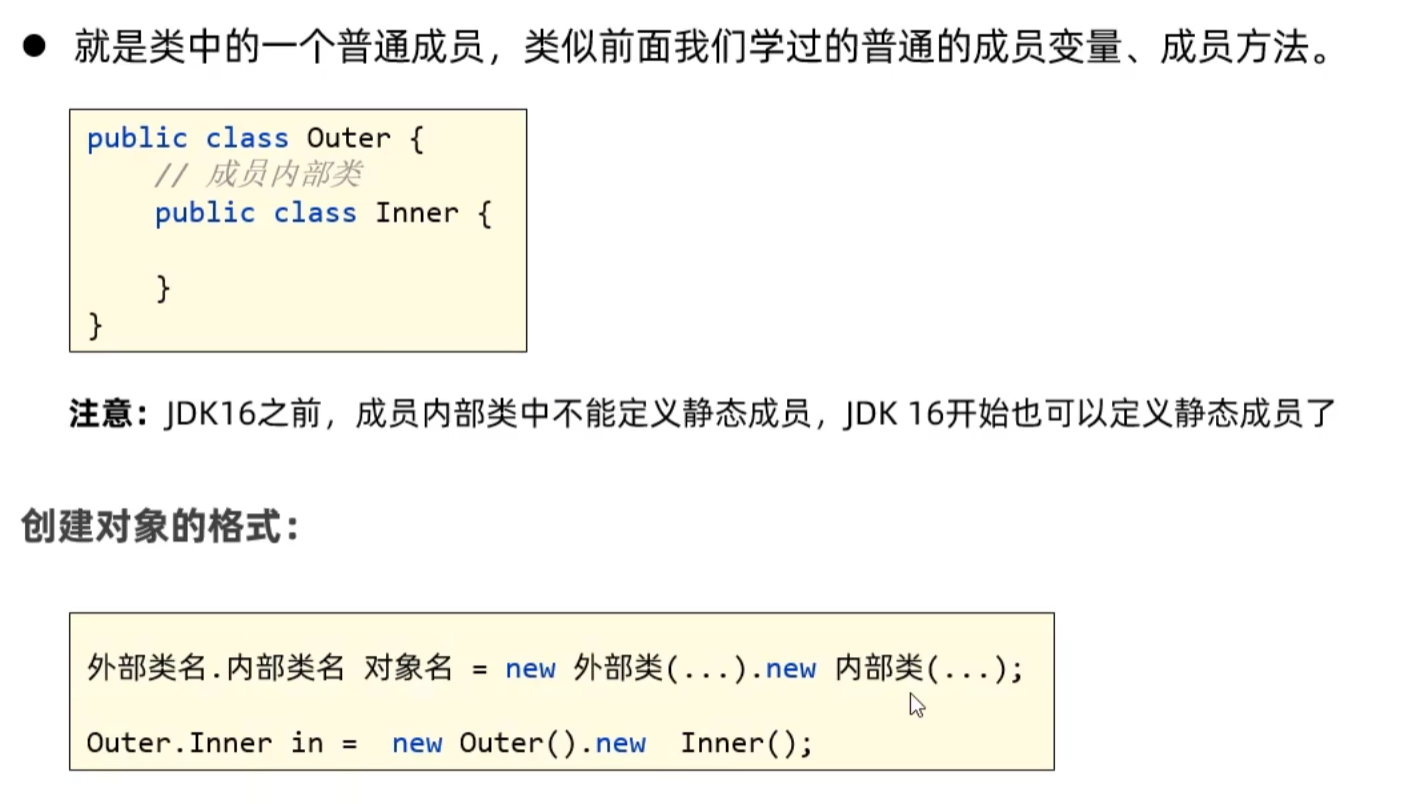 ● 就是类中的一个普通成员，类似前面我们学过的普通的成员变量、成员方法。
public class Outer {
    // 成员内部类
    public class Inner {
    }
}
注意：JDK16之前，成员内部类中不能定义静态成员，JDK 16开始也可以定义静态成员了
创建对象的格式：
外部类名.内部类名 对象名 = new 外部类(...).new 内部类(...);
Outer.Inner in =  new Outer().new  Inner();